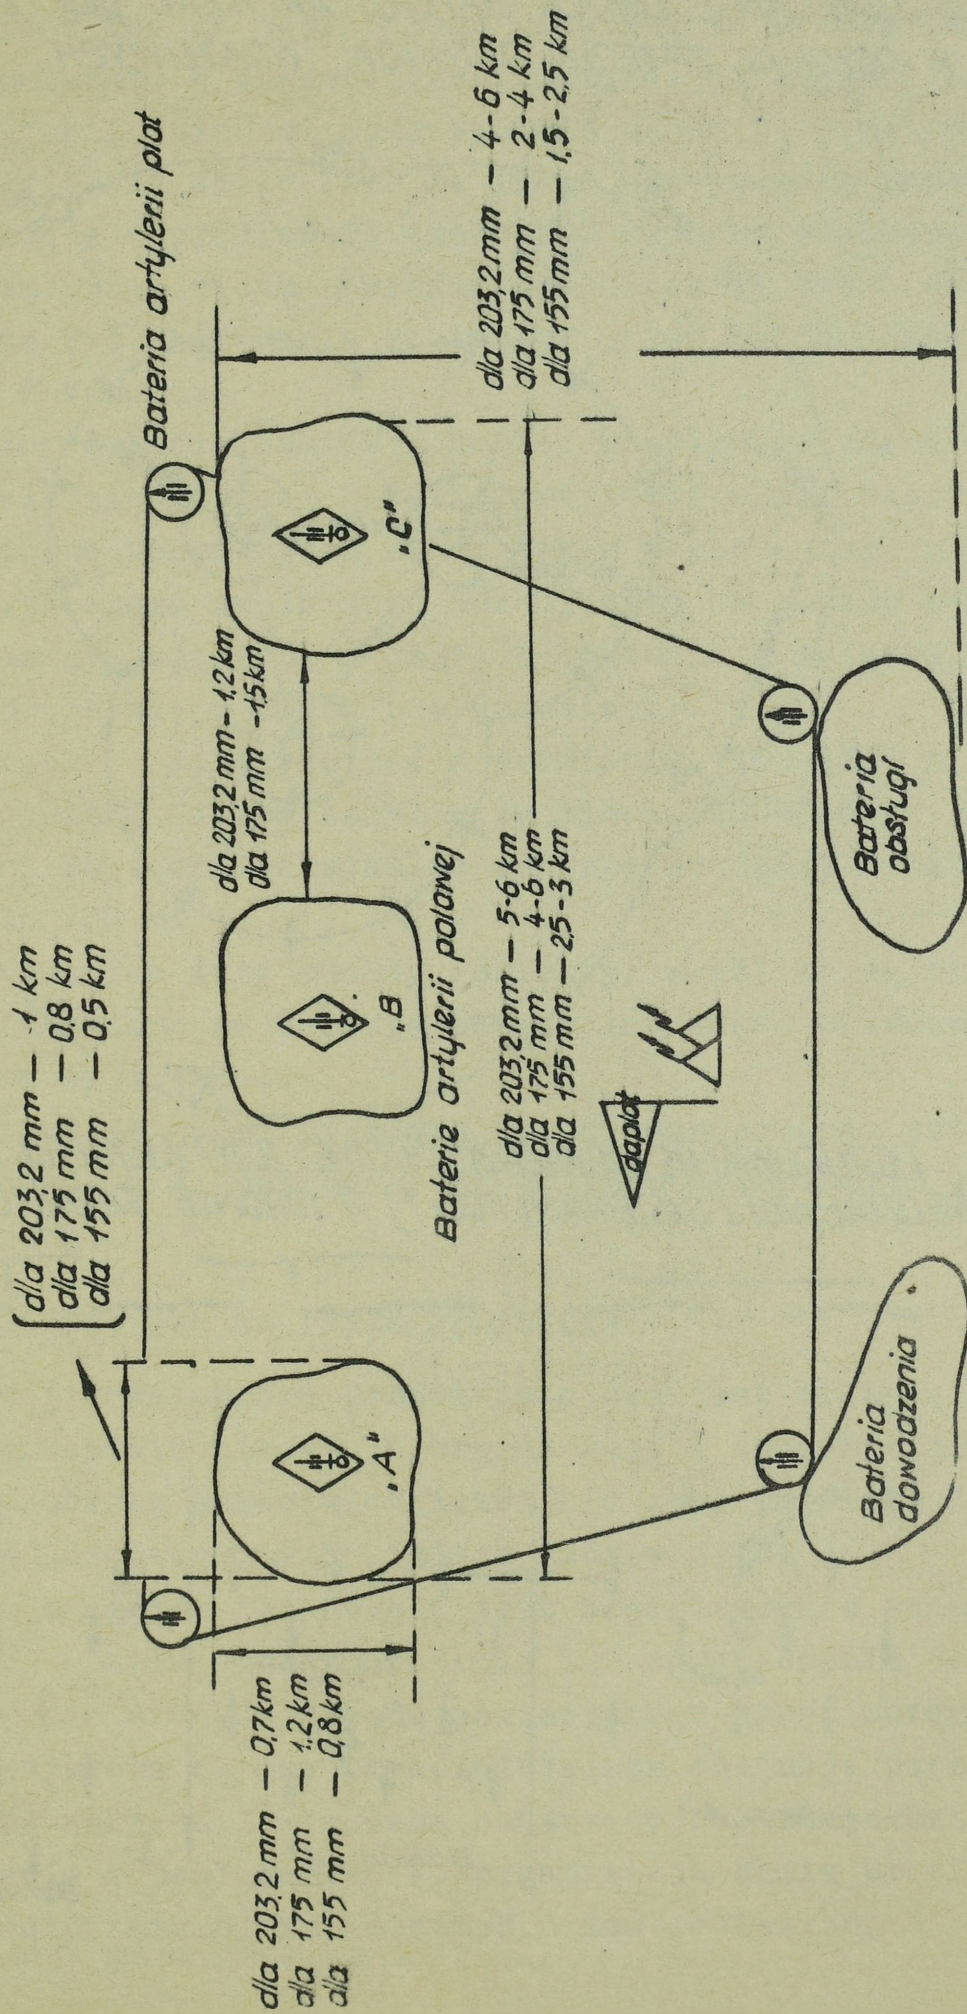 dla 203,2 mm — 1 km
dla 175 mm — 0,8 km
dla 155 mm — 0,5 km
Bateria artylerii plot
dla 203,2 mm — 0,7 km
dla 175 mm — 1,2 km
dla 155 mm — 0,8 km
„A"
„B
dla 203,2 mm - 1,2 km
dla 175 mm - 1,5 km
„C"
Baterie artylerii polowej
dla 203,2 mm — 5-6 km
dla 175 mm — 4-6 km
dla 155 mm — 2,5-3 km
dla 203,2 mm — 4-6 km
dla 175 mm — 2-4 km
dla 155 mm — 1,5-2,5 km
daplot
Bateria
dowodzenia
Bateria
obsługi